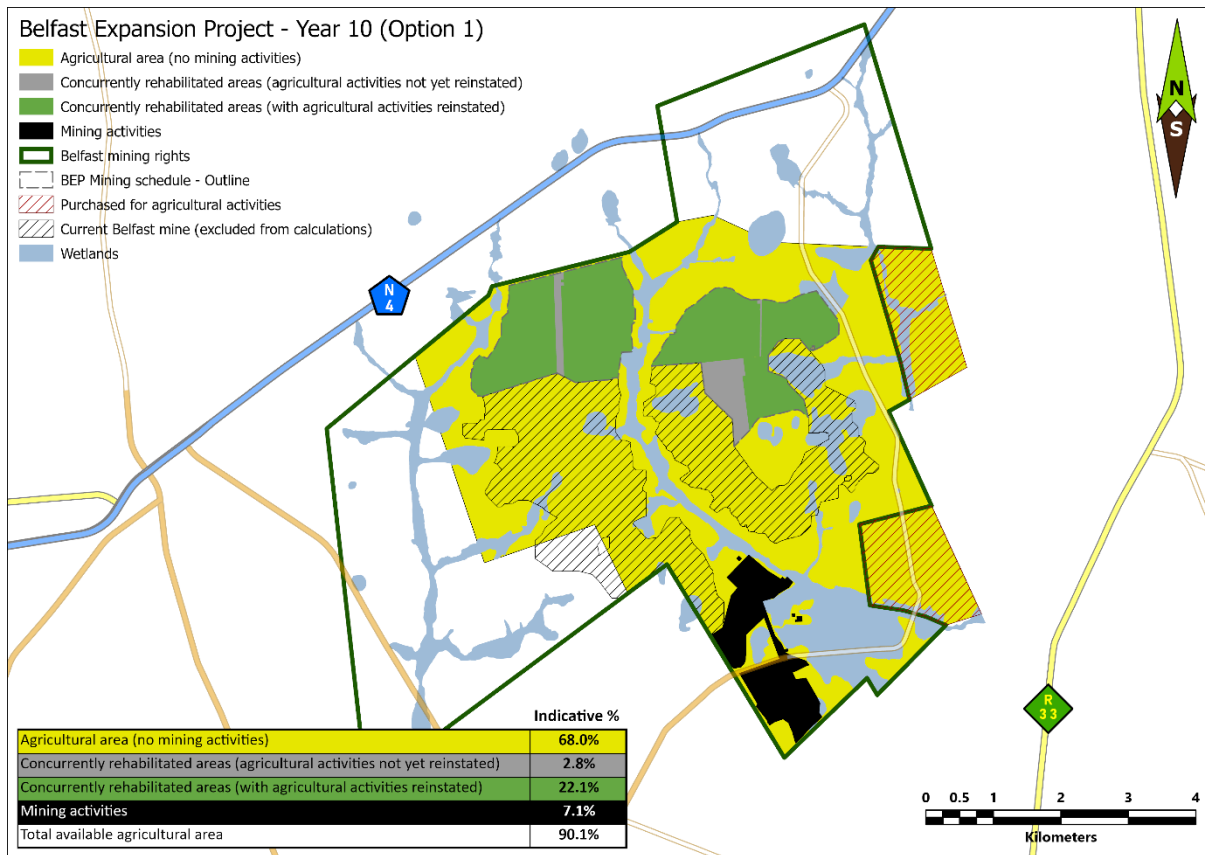 Belfast Expansion Project - Year 10 (Option 1)
Agricultural area (no mining activities)
Concurrently rehabilitated areas (agricultural activities not yet reinstated)
Concurrently rehabilitated areas (with agricultural activities reinstated)
Mining activities
Belfast mining rights
BEP Mining schedule - Outline
Purchased for agricultural activities
Current Belfast mine (excluded from calculations)
Wetlands
N
S
N
4
R
33
Indicative %
Agricultural area (no mining activities) 68.0%
Concurrently rehabilitated areas (agricultural activities not yet reinstated) 2.8%
Concurrently rehabilitated areas (with agricultural activities reinstated) 22.1%
Mining activities 7.1%
Total available agricultural area 90.1%
0 0.5 1 2 3 4
Kilometers